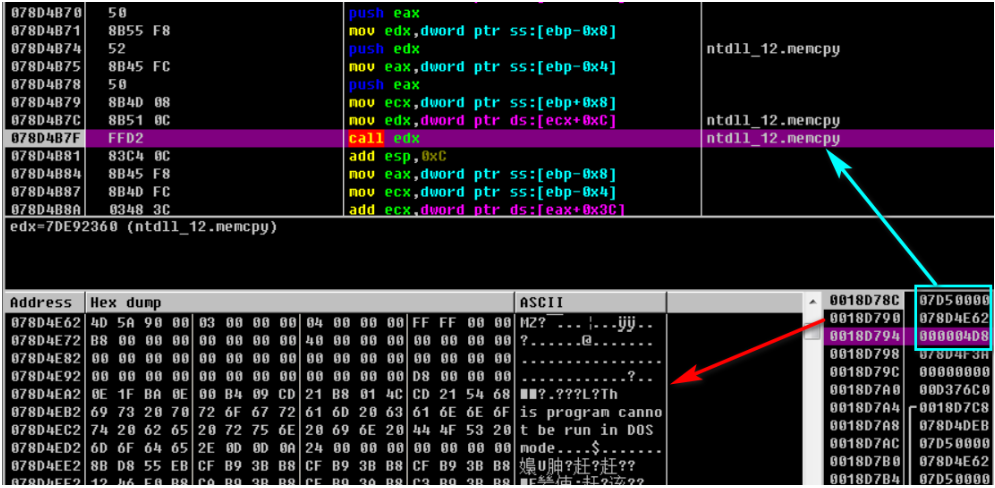 078D4B70 50 push eax
078D4B71 8B55 F8 mov edx,dword ptr ss:[ebp-0x8]
078D4B74 52 push edx ntdll_12.memcpy
078D4B75 8B45 FC mov eax,dword ptr ss:[ebp-0x4]
078D4B78 50 push eax
078D4B79 8B4D 08 mov ecx,dword ptr ss:[ebp+0x8]
078D4B7C 8B51 0C mov edx,dword ptr ds:[ecx+0xC] ntdll_12.memcpy
078D4B7F FFD2 call edx ntdll_12.memcpy
078D4B81 83C4 0C add esp,0xC
078D4B84 8B45 F8 mov eax,dword ptr ss:[ebp-0x8]
078D4B87 8B4D FC mov ecx,dword ptr ss:[ebp-0x4]
078D4B8A 0348 3C add ecx,dword ptr ds:[eax+0x3C]
edx=7DE92360 (ntdll_12.memcpy)
Address Hex dump ASCII
078D4E62 4D 5A 90 00 03 00 00 00 04 00 00 00 FF FF 00 00 MZ? ... ¦...ÿÿ..
078D4E72 B8 00 00 00 00 00 00 00 40 00 00 00 00 00 00 00 ?.......@.......
078D4E82 00 00 00 00 00 00 00 00 00 00 00 00 00 00 00 00 ................
078D4E92 00 00 00 00 00 00 00 00 00 00 00 00 D8 00 00 00 ............?..
078D4EA2 0E 1F BA 0E 00 B4 09 CD 21 B8 01 4C CD 21 54 68 ■■?.???L?Th
078D4EB2 69 73 20 70 72 6F 67 72 61 6D 20 63 61 6E 6E 6F is program canno
078D4EC2 74 20 62 65 20 72 75 6E 20 69 6E 20 44 4F 53 20 t be run in DOS
078D4ED2 6D 6F 64 65 2E 0D 0D 0A 24 00 00 00 00 00 00 00 mode....$.......
078D4EE2 8B D8 55 EB CF B9 3B B8 CF B9 3B B8 CF B9 3B B8
0018D78C 07D50000
0018D790 078D4E62
0018D794 000004D8
0018D798 078D4F3A
0018D79C 00000000
0018D7A0 00D376C0
0018D7A4 0018D7C8
0018D7A8 078D4DEB
0018D7AC 07D50000
0018D7B0 078D4E62
0018D7B4 07D50000